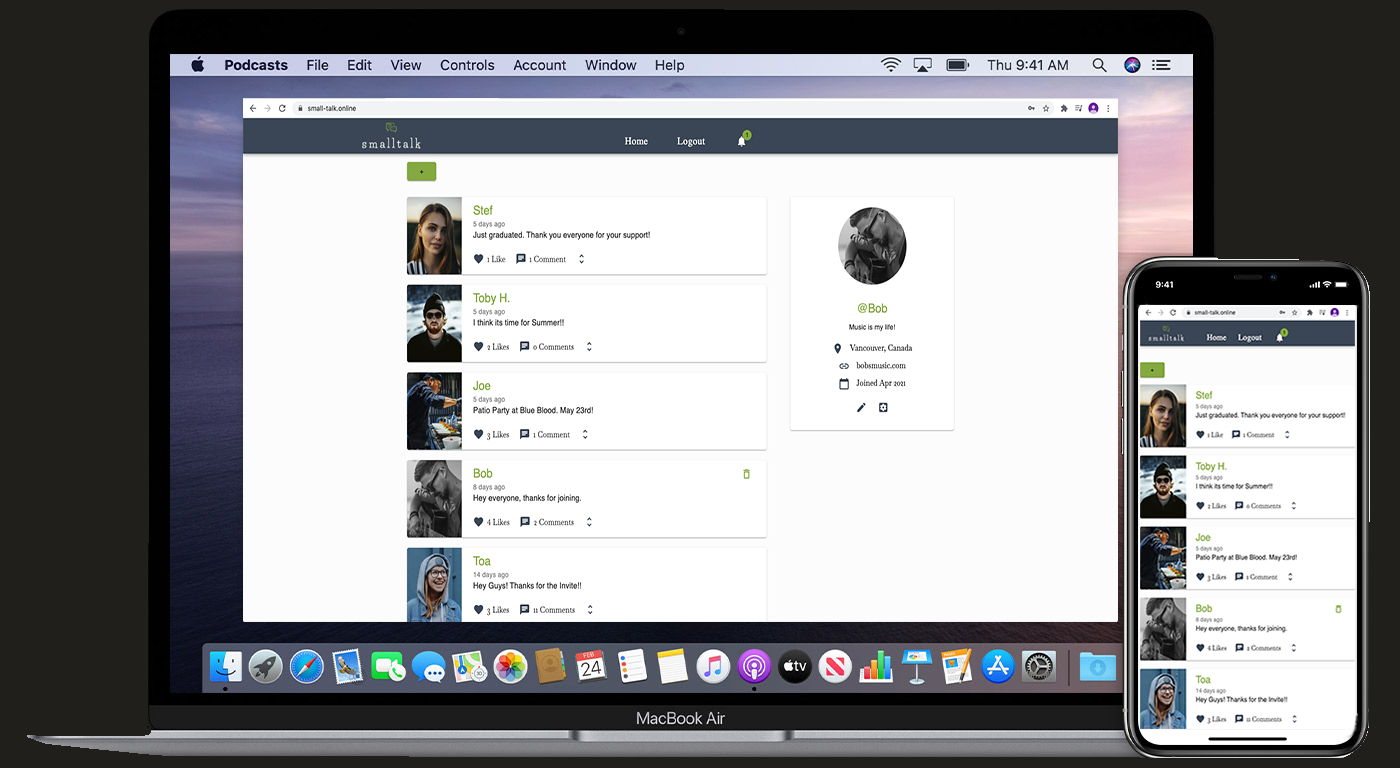 Podcasts File Edit View Controls Account Window Help Thu 9:41 AM
small-talk.online
smalltalk Home Logout 1
+
Stef
5 days ago
Just graduated. Thank you everyone for your support!
1 Like 1 Comment
Toby H.
5 days ago
I think its time for Summer!!
2 Likes 0 Comments
Joe
5 days ago
Patio Party at Blue Blood. May 23rd!
3 Likes 1 Comment
Bob
8 days ago
Hey everyone, thanks for joining.
4 Likes 2 Comments
Toa
14 days ago
Hey Guys! Thanks for the Invite!!
3 Likes 11 Comments
@Bob
Music is my life!
Vancouver, Canada
bobsmusic.com
Joined Apr 2021
FEB
24
tv
MacBook Air
9:41
small-talk.online
smalltalk Home Logout 1
+
Stef
5 days ago
Just graduated. Thank you everyone for your support!
1 Like 1 Comment
Toby H.
5 days ago
I think its time for Summer!!
2 Likes 0 Comments
Joe
5 days ago
Patio Party at Blue Blood. May 23rd!
3 Likes 1 Comment
Bob
8 days ago
Hey everyone, thanks for joining.
4 Likes 2 Comments
Toa
14 days ago
Hey Guys! Thanks for the Invite!!
3 Likes 11 Comments